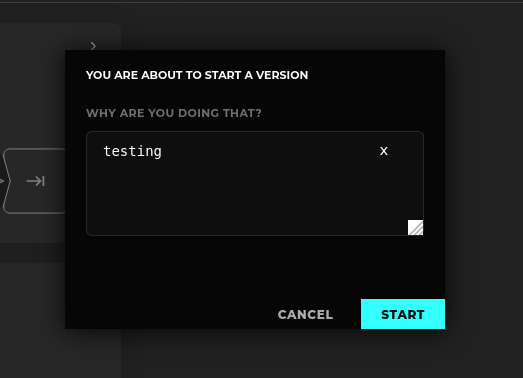 YOU ARE ABOUT TO START A VERSION
WHY ARE YOU DOING THAT?
testing x
CANCEL START